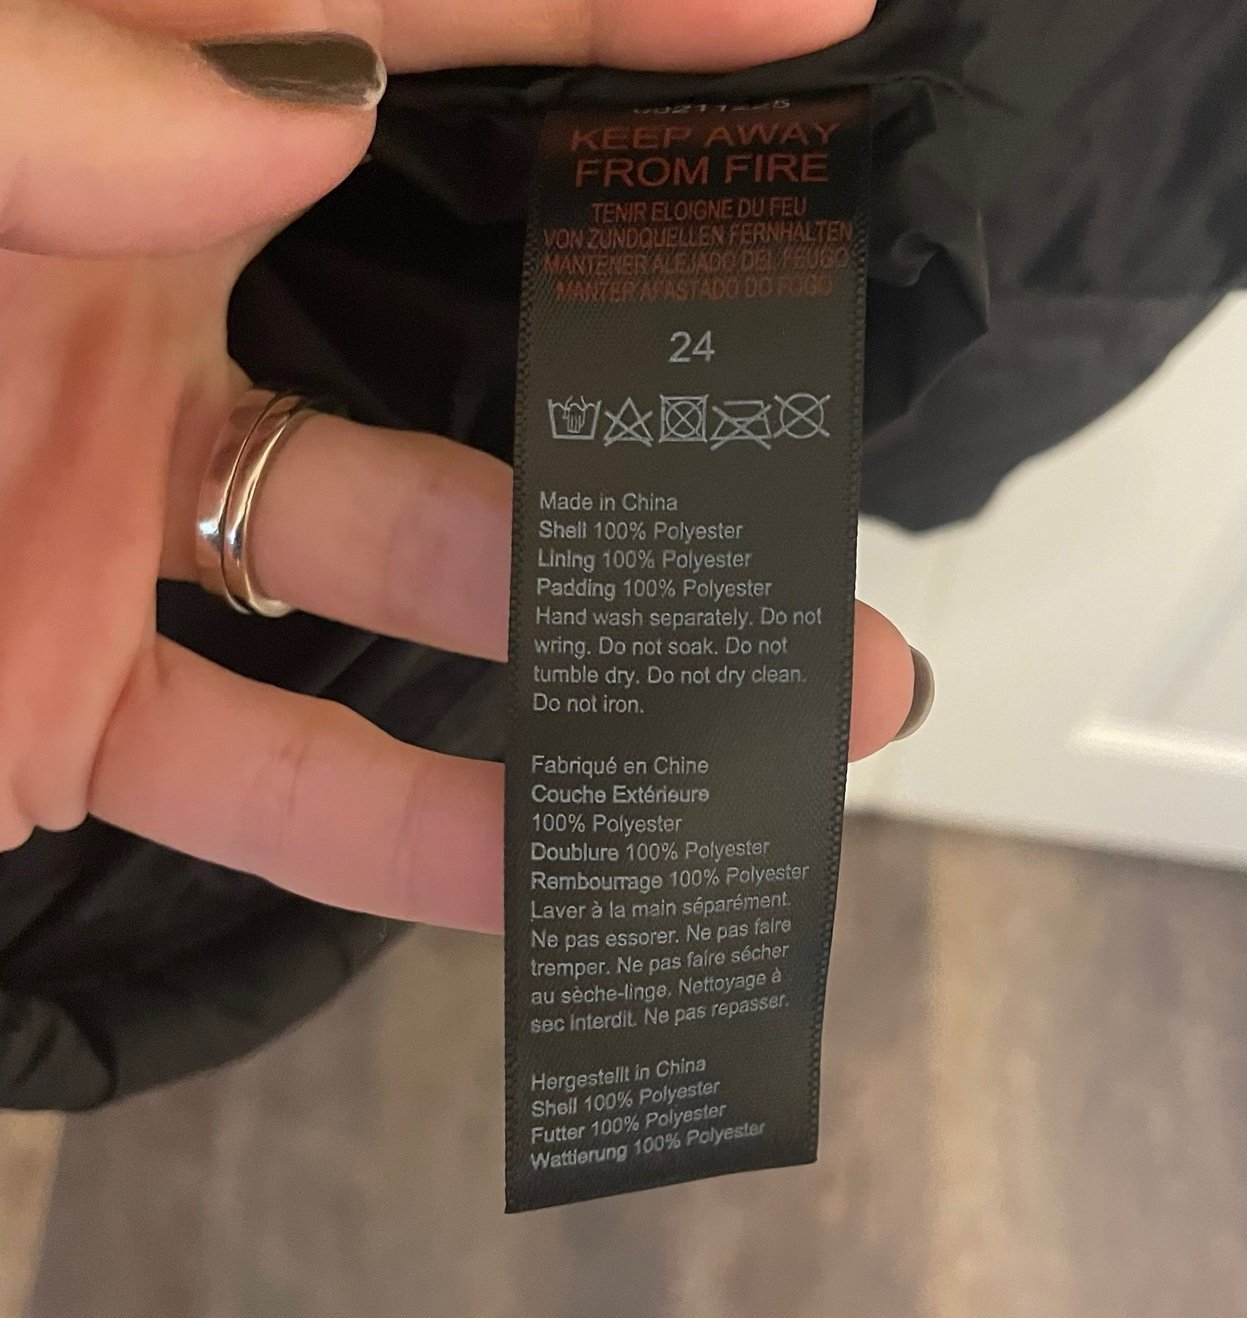 KEEP AWAY
FROM FIRE
TENIR ELOIGNE DU FEU
VON ZUNDQUELLEN FERNHALTEN
MANTENER ALEJADO DEL FEUGO
MANTER AFASTADO DO FOGO
24
Made in China
Shell 100% Polyester
Lining 100% Polyester
Padding 100% Polyester
Hand wash separately. Do not
wring. Do not soak. Do not
tumble dry. Do not dry clean.
Do not iron.
Fabriqué en Chine
Couche Extérieure
100% Polyester
Doublure 100% Polyester
Rembourrage 100% Polyester
Laver à la main séparément.
Ne pas essorer. Ne pas faire
tremper. Ne pas faire sécher
au sèche-linge. Nettoyage à
sec interdit. Ne pas repasser.
Hergestellt in China
Shell 100% Polyester
Futter 100% Polyester
Wattierung 100% Polyester